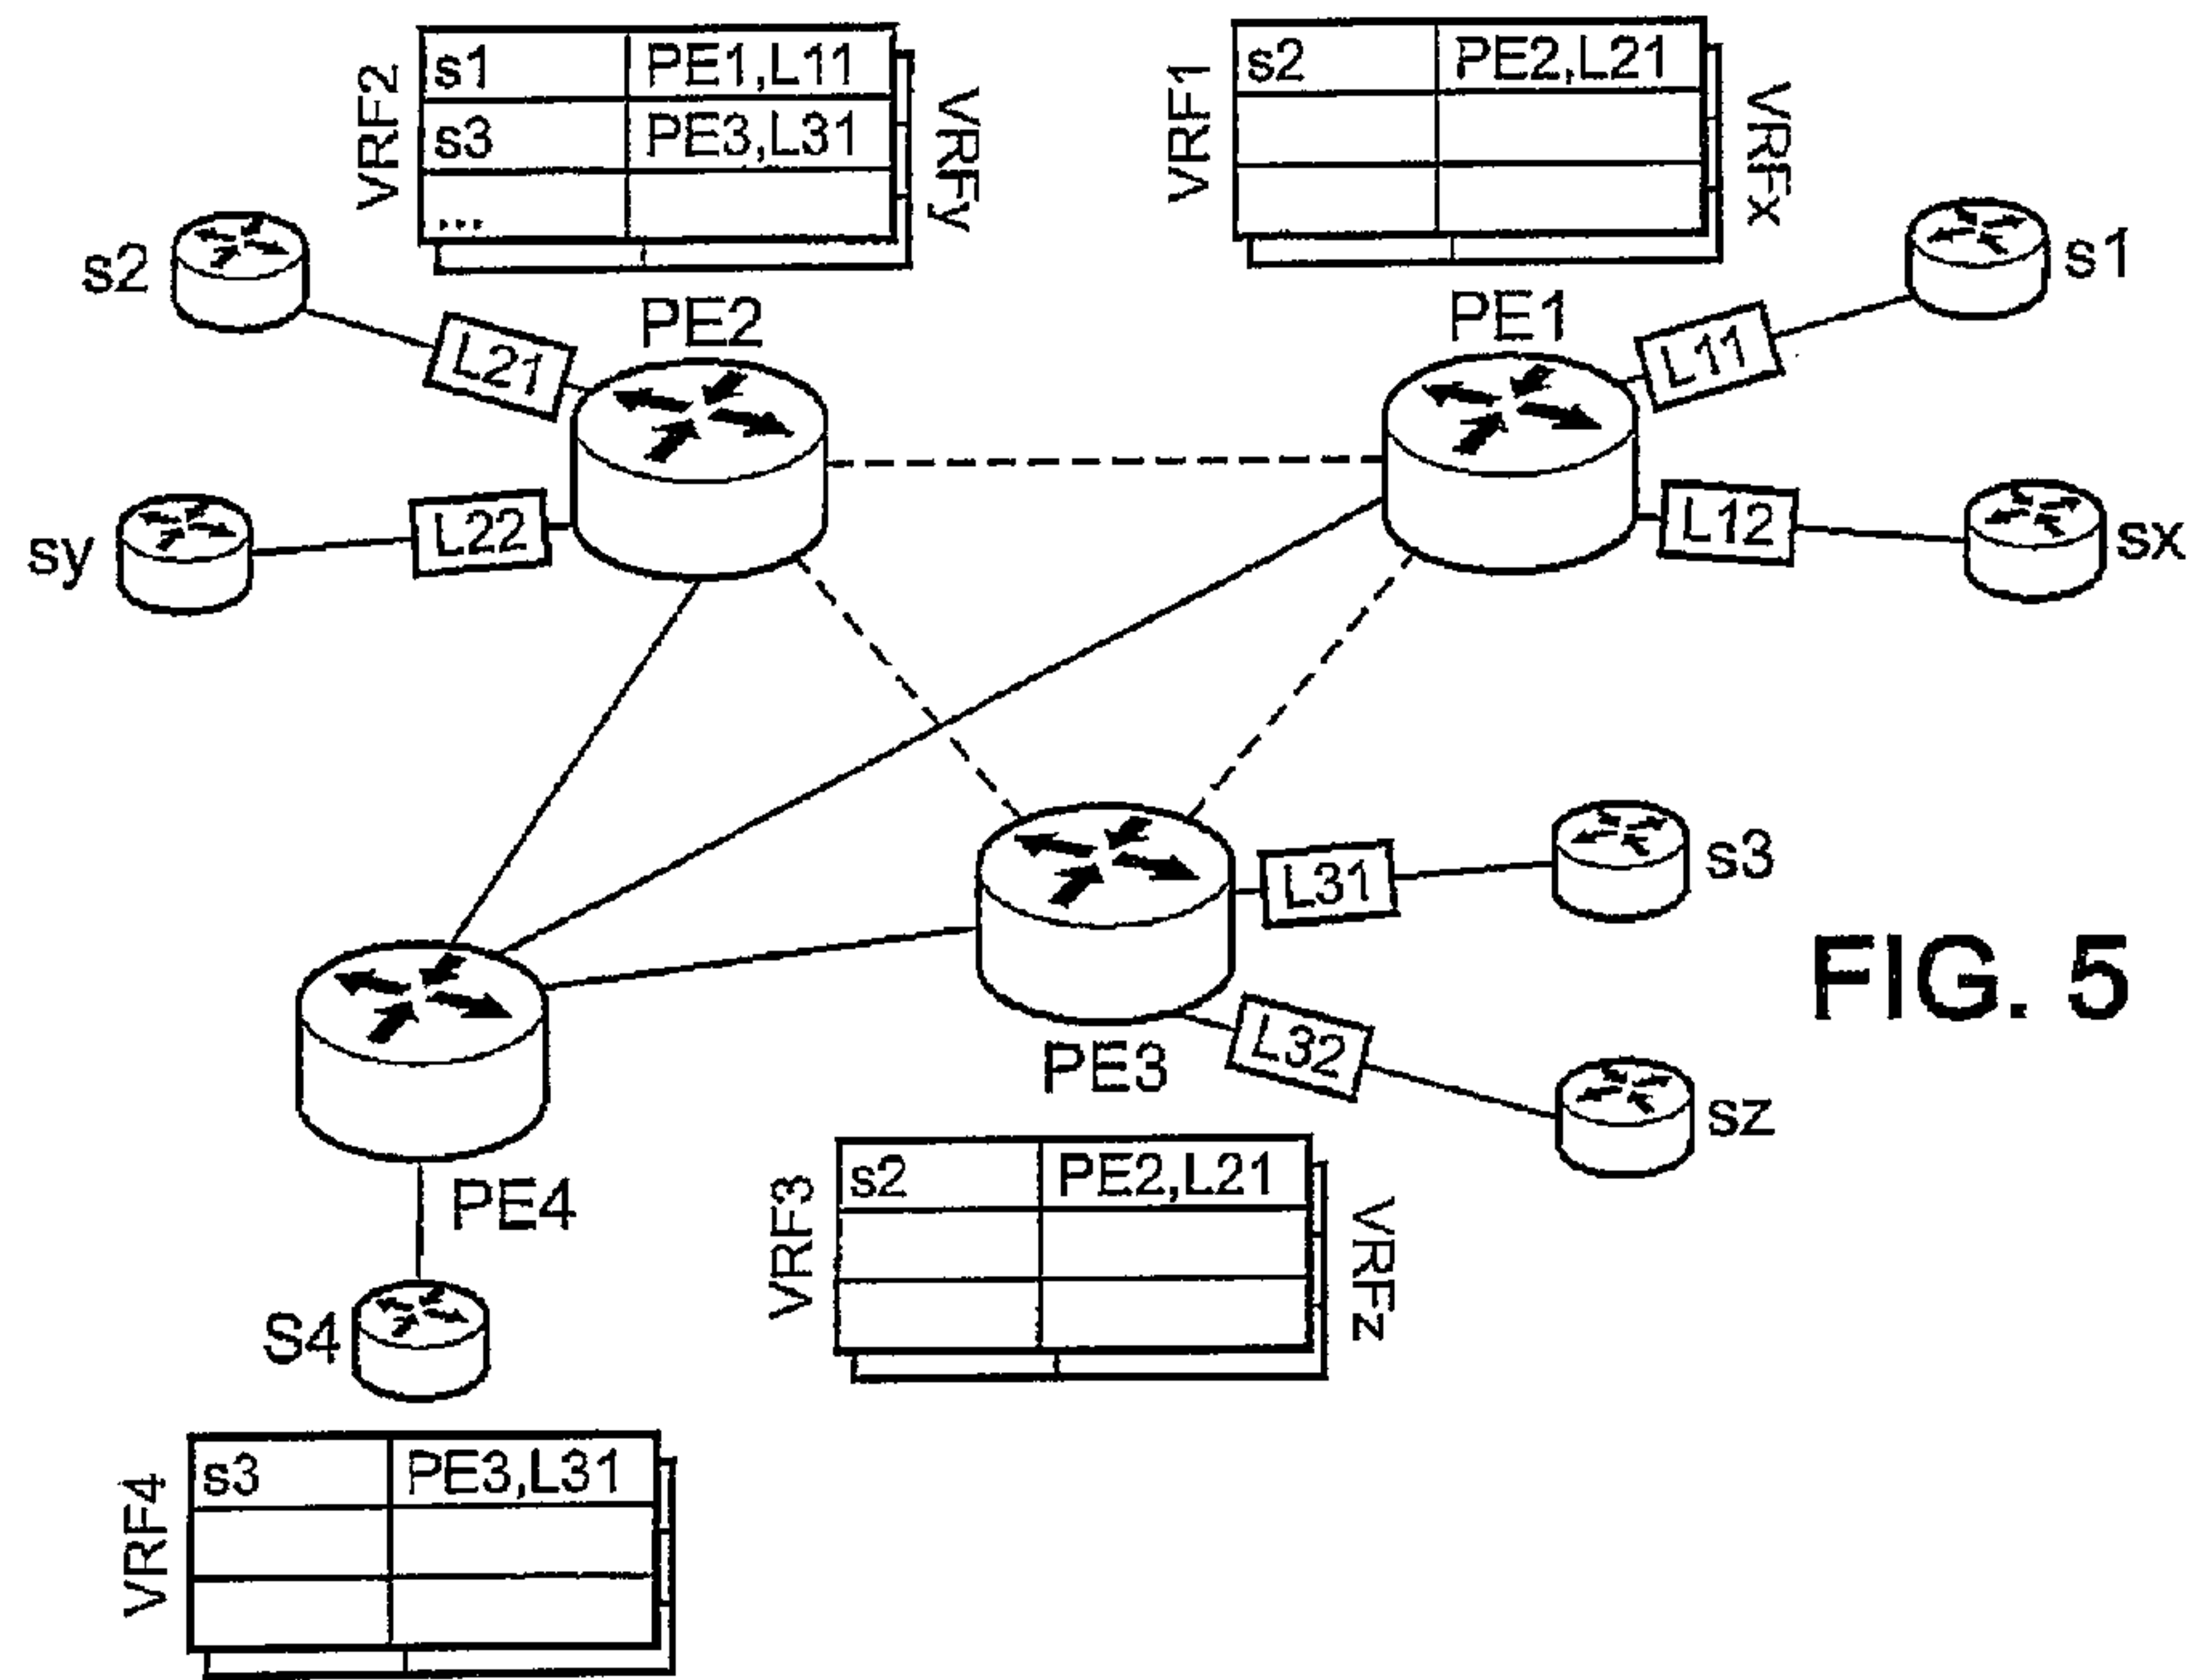 VRF2
s1 PE1,L11
s3 PE3,L31
...
VRFy
VRF1
s2 PE2,L21
VRFx
s2
PE2
PE1
s1
L21
L11
sy
L22
L12
sx
L31
s3
FIG. 5
L32
PE3
sz
PE4
VRF3
s2 PE2,L21
VRFz
S4
VRF4
s3 PE3,L31